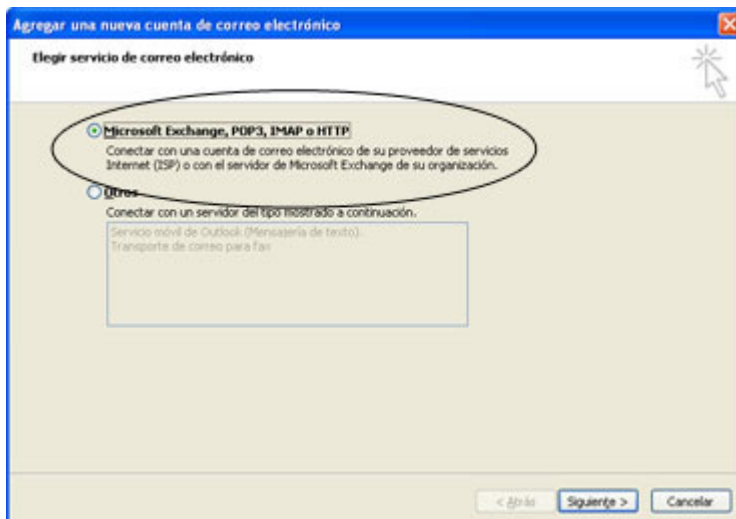 Agregar una nueva cuenta de correo electrónico
Elegir servicio de correo electrónico
Microsoft Exchange, POP3, IMAP o HTTP
Conectar con una cuenta de correo electrónico de su proveedor de servicios
Internet (ISP) o con el servidor de Microsoft Exchange de su organización.
Otros
Conectar con un servidor del tipo mostrado a continuación.
Servicio móvil de Outlook (Mensajería de texto).
Transporte de correo para fax
< Atrás
Siguiente >
Cancelar